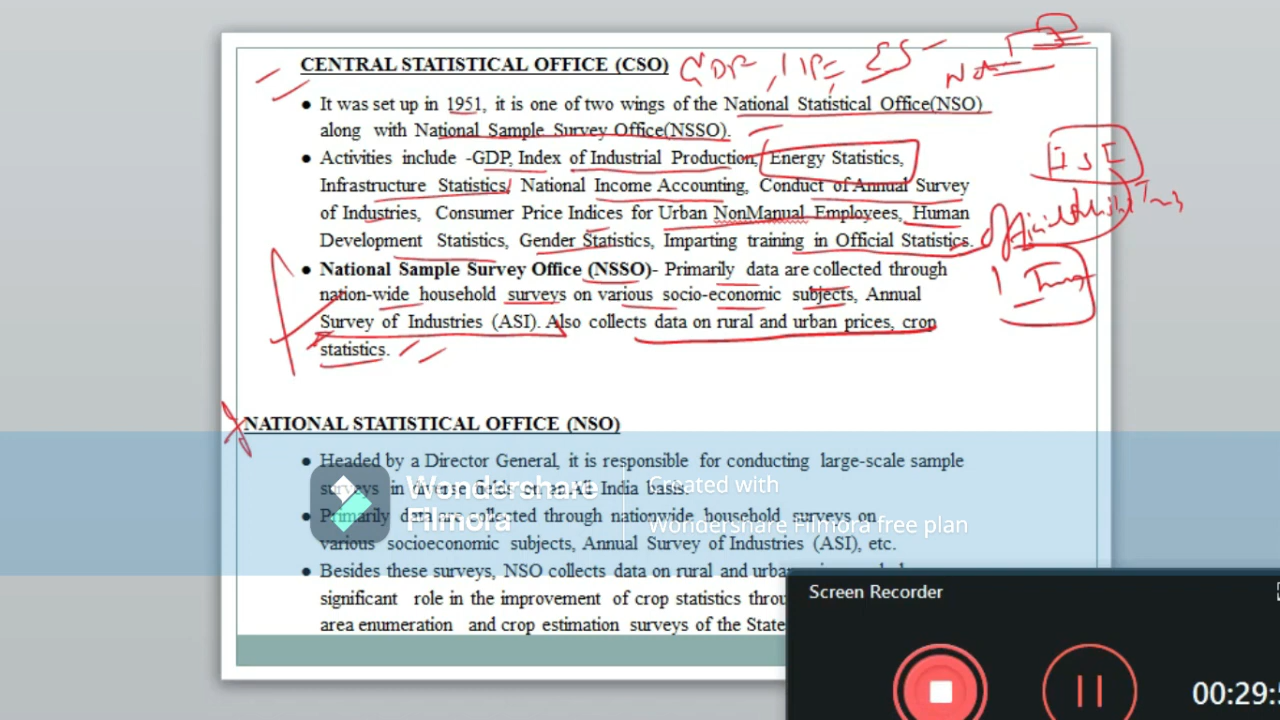 CENTRAL STATISTICAL OFFICE (CSO) GDP, IIP,
• It was set up in 1951, it is one of two wings of the National Statistical Office(NSO)
along with National Sample Survey Office(NSSO).
• Activities include -GDP, Index of Industrial Production, Energy Statistics,
Infrastructure Statistics, National Income Accounting, Conduct of Annual Survey
of Industries, Consumer Price Indices for Urban NonManual Employees, Human
Development Statistics, Gender Statistics, Imparting training in Official Statistics.
• National Sample Survey Office (NSSO)- Primarily data are collected through
nation-wide household surveys on various socio-economic subjects, Annual
Survey of Industries (ASI). Also collects data on rural and urban prices, crop
statistics.
NATIONAL STATISTICAL OFFICE (NSO)
• Headed by a Director General, it is responsible for conducting large-scale sample
surveys in diverse fields on an All India basis.
Wondershare
Filmora
Created with
Wondershare Filmora free plan
• Primarily data are collected through nationwide household surveys on
various socioeconomic subjects, Annual Survey of Industries (ASI), etc.
• Besides these surveys, NSO collects data on rural and urban
significant role in the improvement of crop statistics
area enumeration and crop estimation surveys of the State
Screen Recorder
00:29: